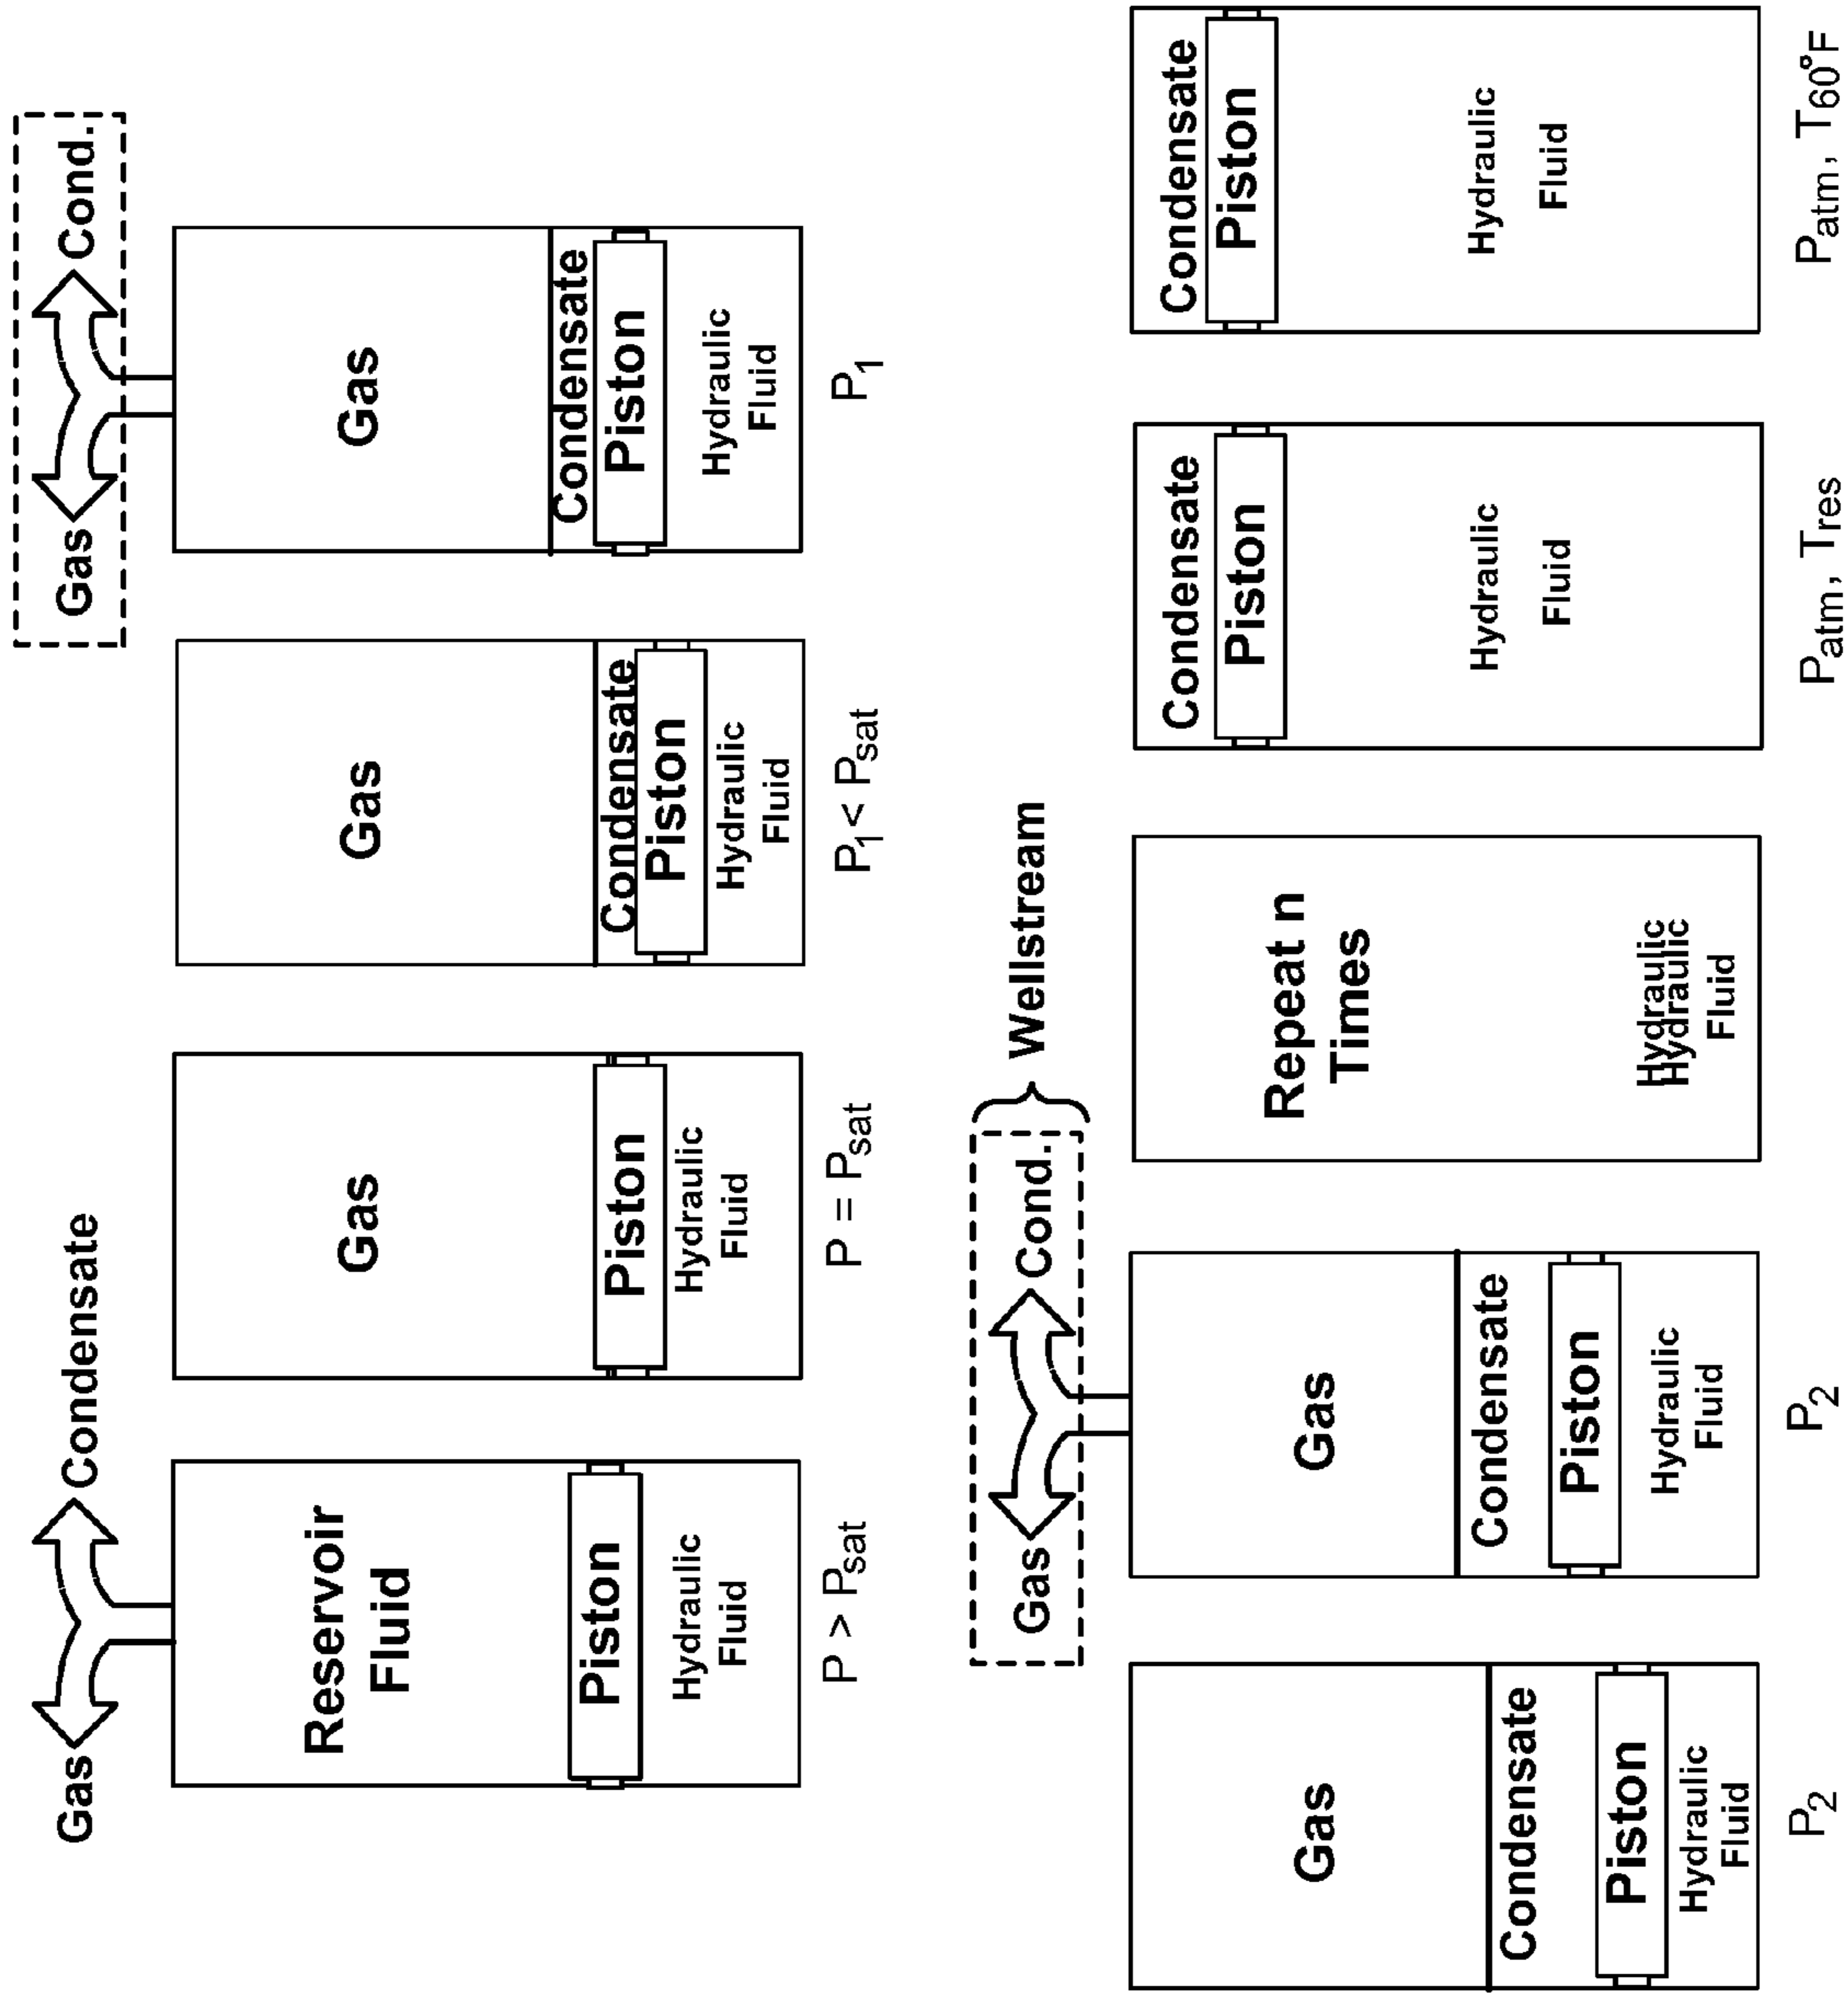 Gas
Condensate
Reservoir
Fluid
Piston
Hydraulic
Fluid
P > Psat
Gas
Piston
Hydraulic
Fluid
P = Psat
Gas
Condensate
Piston
Hydraulic
Fluid
P1 < Psat
Gas
Cond.
Gas
Condensate
Piston
Hydraulic
Fluid
P1
Gas
Condensate
Piston
Hydraulic
Fluid
P2
Gas
Cond.
Wellstream
Gas
Condensate
Piston
Hydraulic
Fluid
P2
Repeat n
Times
Hydraulic
Hydraulic
Fluid
Condensate
Piston
Hydraulic
Fluid
Patm, Tres
Condensate
Piston
Hydraulic
Fluid
Patm, T60°F